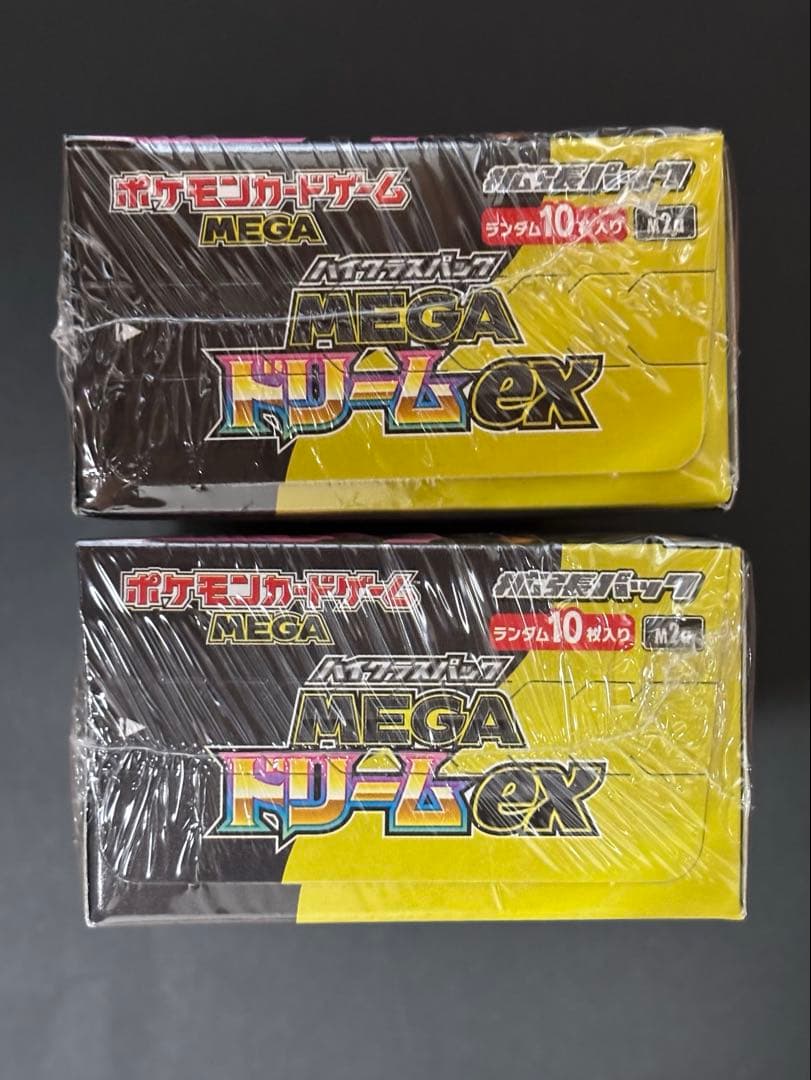 ポケモンカードゲーム
MEGA
拡張パック
ランダム10枚入り
M2a
ハイクラスパック
MEGA
ドリームex
ポケモンカードゲーム
MEGA
拡張パック
ランダム10枚入り
M2a
ハイクラスパック
MEGA
ドリームex